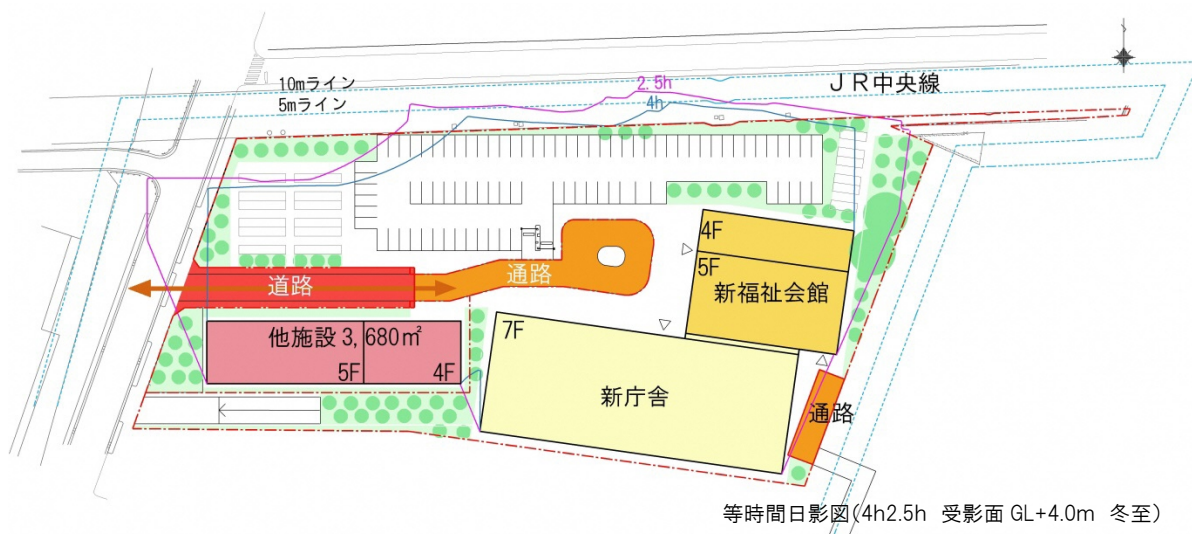 10mライン
5mライン
2.5h
4h
JR中央線
4F
5F
新福祉会館
通路
道路
7F
他施設 3,680㎡
5F
4F
新庁舎
通路
等時間日影図(4h2.5h 受影面 GL+4.0m 冬至)